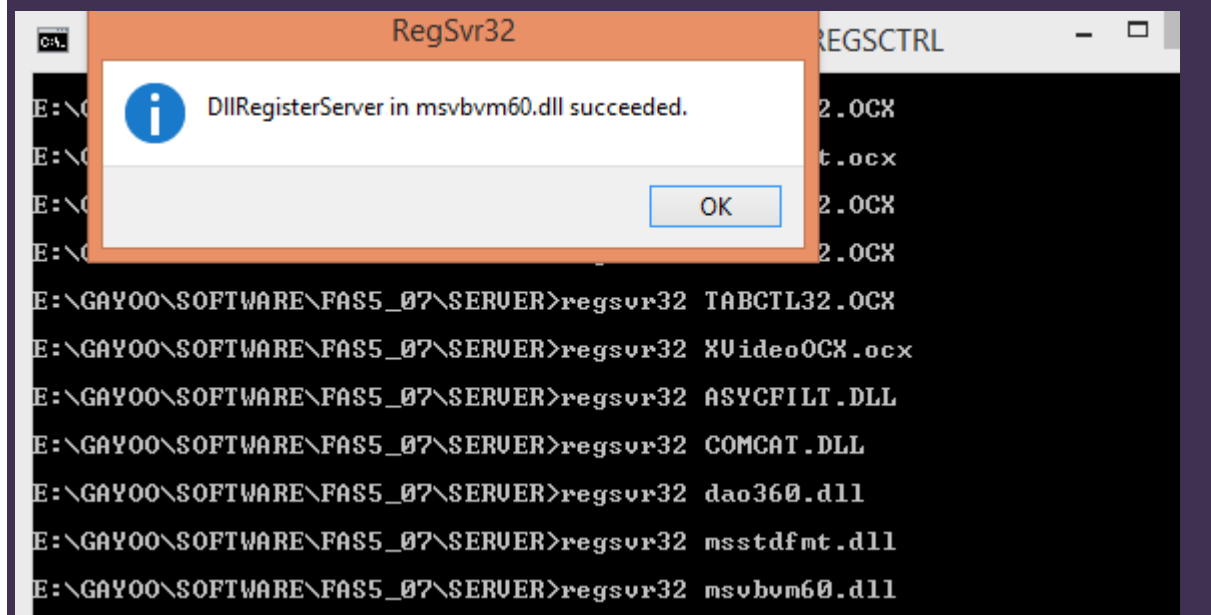 RegSvr32
REGSCTRL
DllRegisterServer in msvbvm60.dll succeeded.
OK
E:\
2.OCX
E:\
t.ocx
E:\
2.OCX
E:\
2.OCX
E:\GAYOO\SOFTWARE\FAS5_07\SERVER>regsvr32 TABCTL32.OCX
E:\GAYOO\SOFTWARE\FAS5_07\SERVER>regsvr32 XVideoOCX.ocx
E:\GAYOO\SOFTWARE\FAS5_07\SERVER>regsvr32 ASYCFILT.DLL
E:\GAYOO\SOFTWARE\FAS5_07\SERVER>regsvr32 COMCAT.DLL
E:\GAYOO\SOFTWARE\FAS5_07\SERVER>regsvr32 dao360.dll
E:\GAYOO\SOFTWARE\FAS5_07\SERVER>regsvr32 msstdfmt.dll
E:\GAYOO\SOFTWARE\FAS5_07\SERVER>regsvr32 msvbvm60.dll